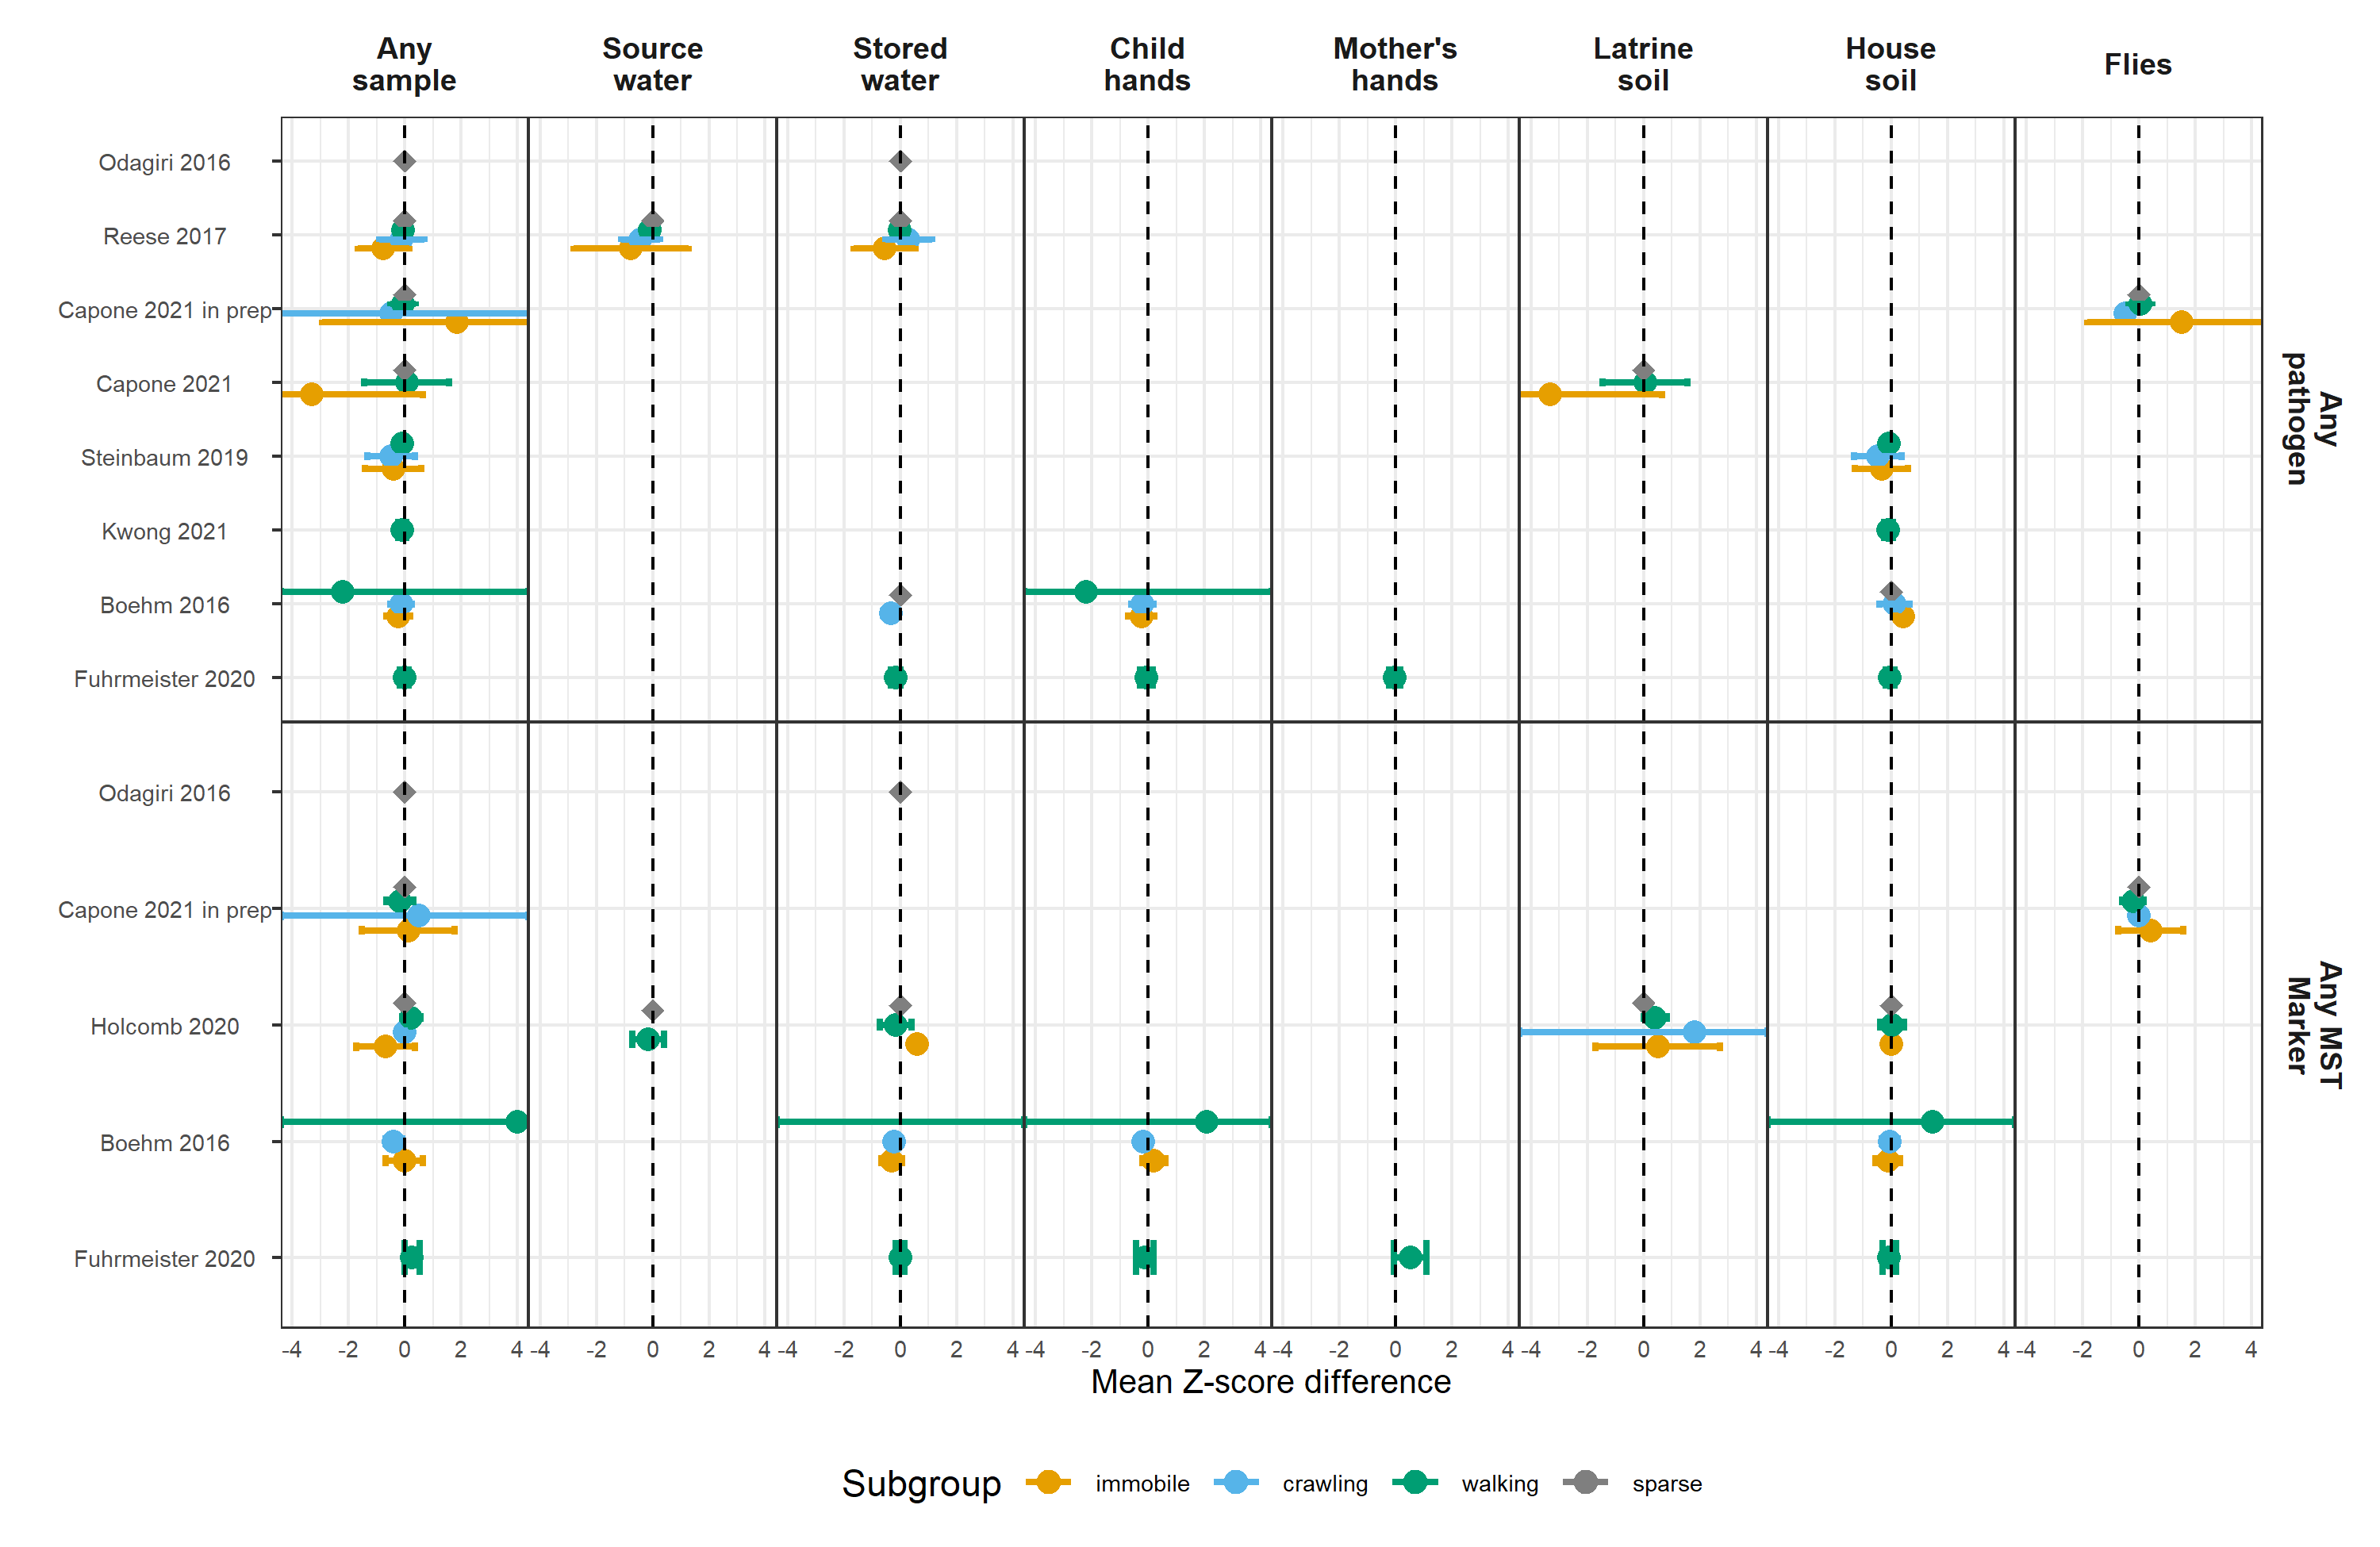 Any
sample
Source
water
Stored
water
Child
hands
Mother's
hands
Latrine
soil
House
soil
Flies
Odagiri 2016
Reese 2017
Capone 2021 in prep
Capone 2021
Steinbaum 2019
Kwong 2021
Boehm 2016
Fuhrmeister 2020
Any
pathogen
Odagiri 2016
Capone 2021 in prep
Holcomb 2020
Boehm 2016
Fuhrmeister 2020
Any MST
Marker
-4 -2 0 2 4 -4 -2 0 2 4 -4 -2 0 2 4 -4 -2 0 2 4 -4 -2 0 2 4 -4 -2 0 2 4 -4 -2 0 2 4 -4 -2 0 2 4
Mean Z-score difference
Subgroup immobile crawling walking sparse